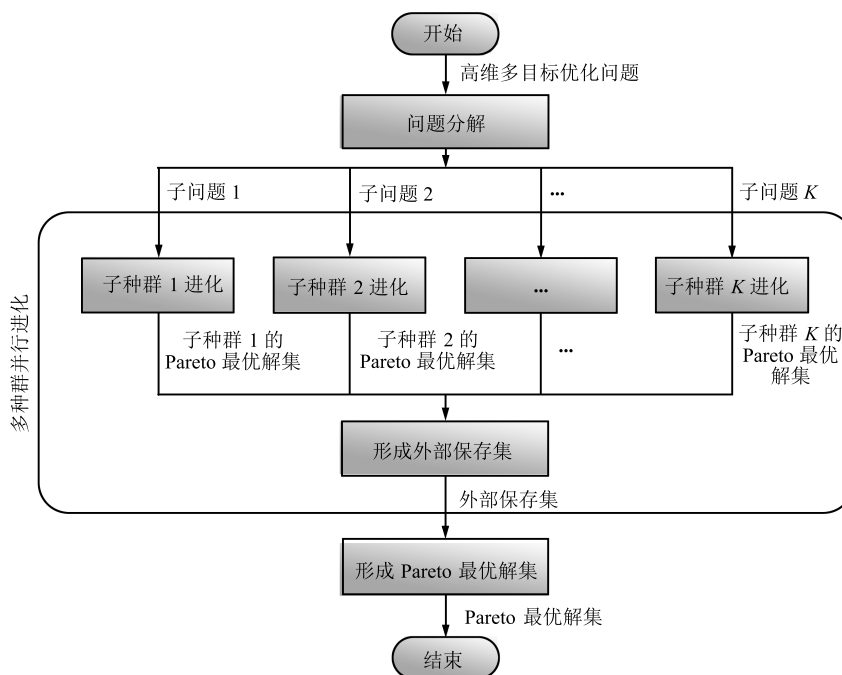 开始
高维多目标优化问题
问题分解
子问题 1
子问题 2
...
子问题 K
多种群并行进化
子种群 1 进化
子种群 2 进化
...
子种群 K 进化
子种群 1 的
Pareto 最优解集
子种群 2 的
Pareto 最优解集
...
子种群 K 的
Pareto 最优
解集
形成外部保存集
外部保存集
形成 Pareto 最优解集
Pareto 最优解集
结束